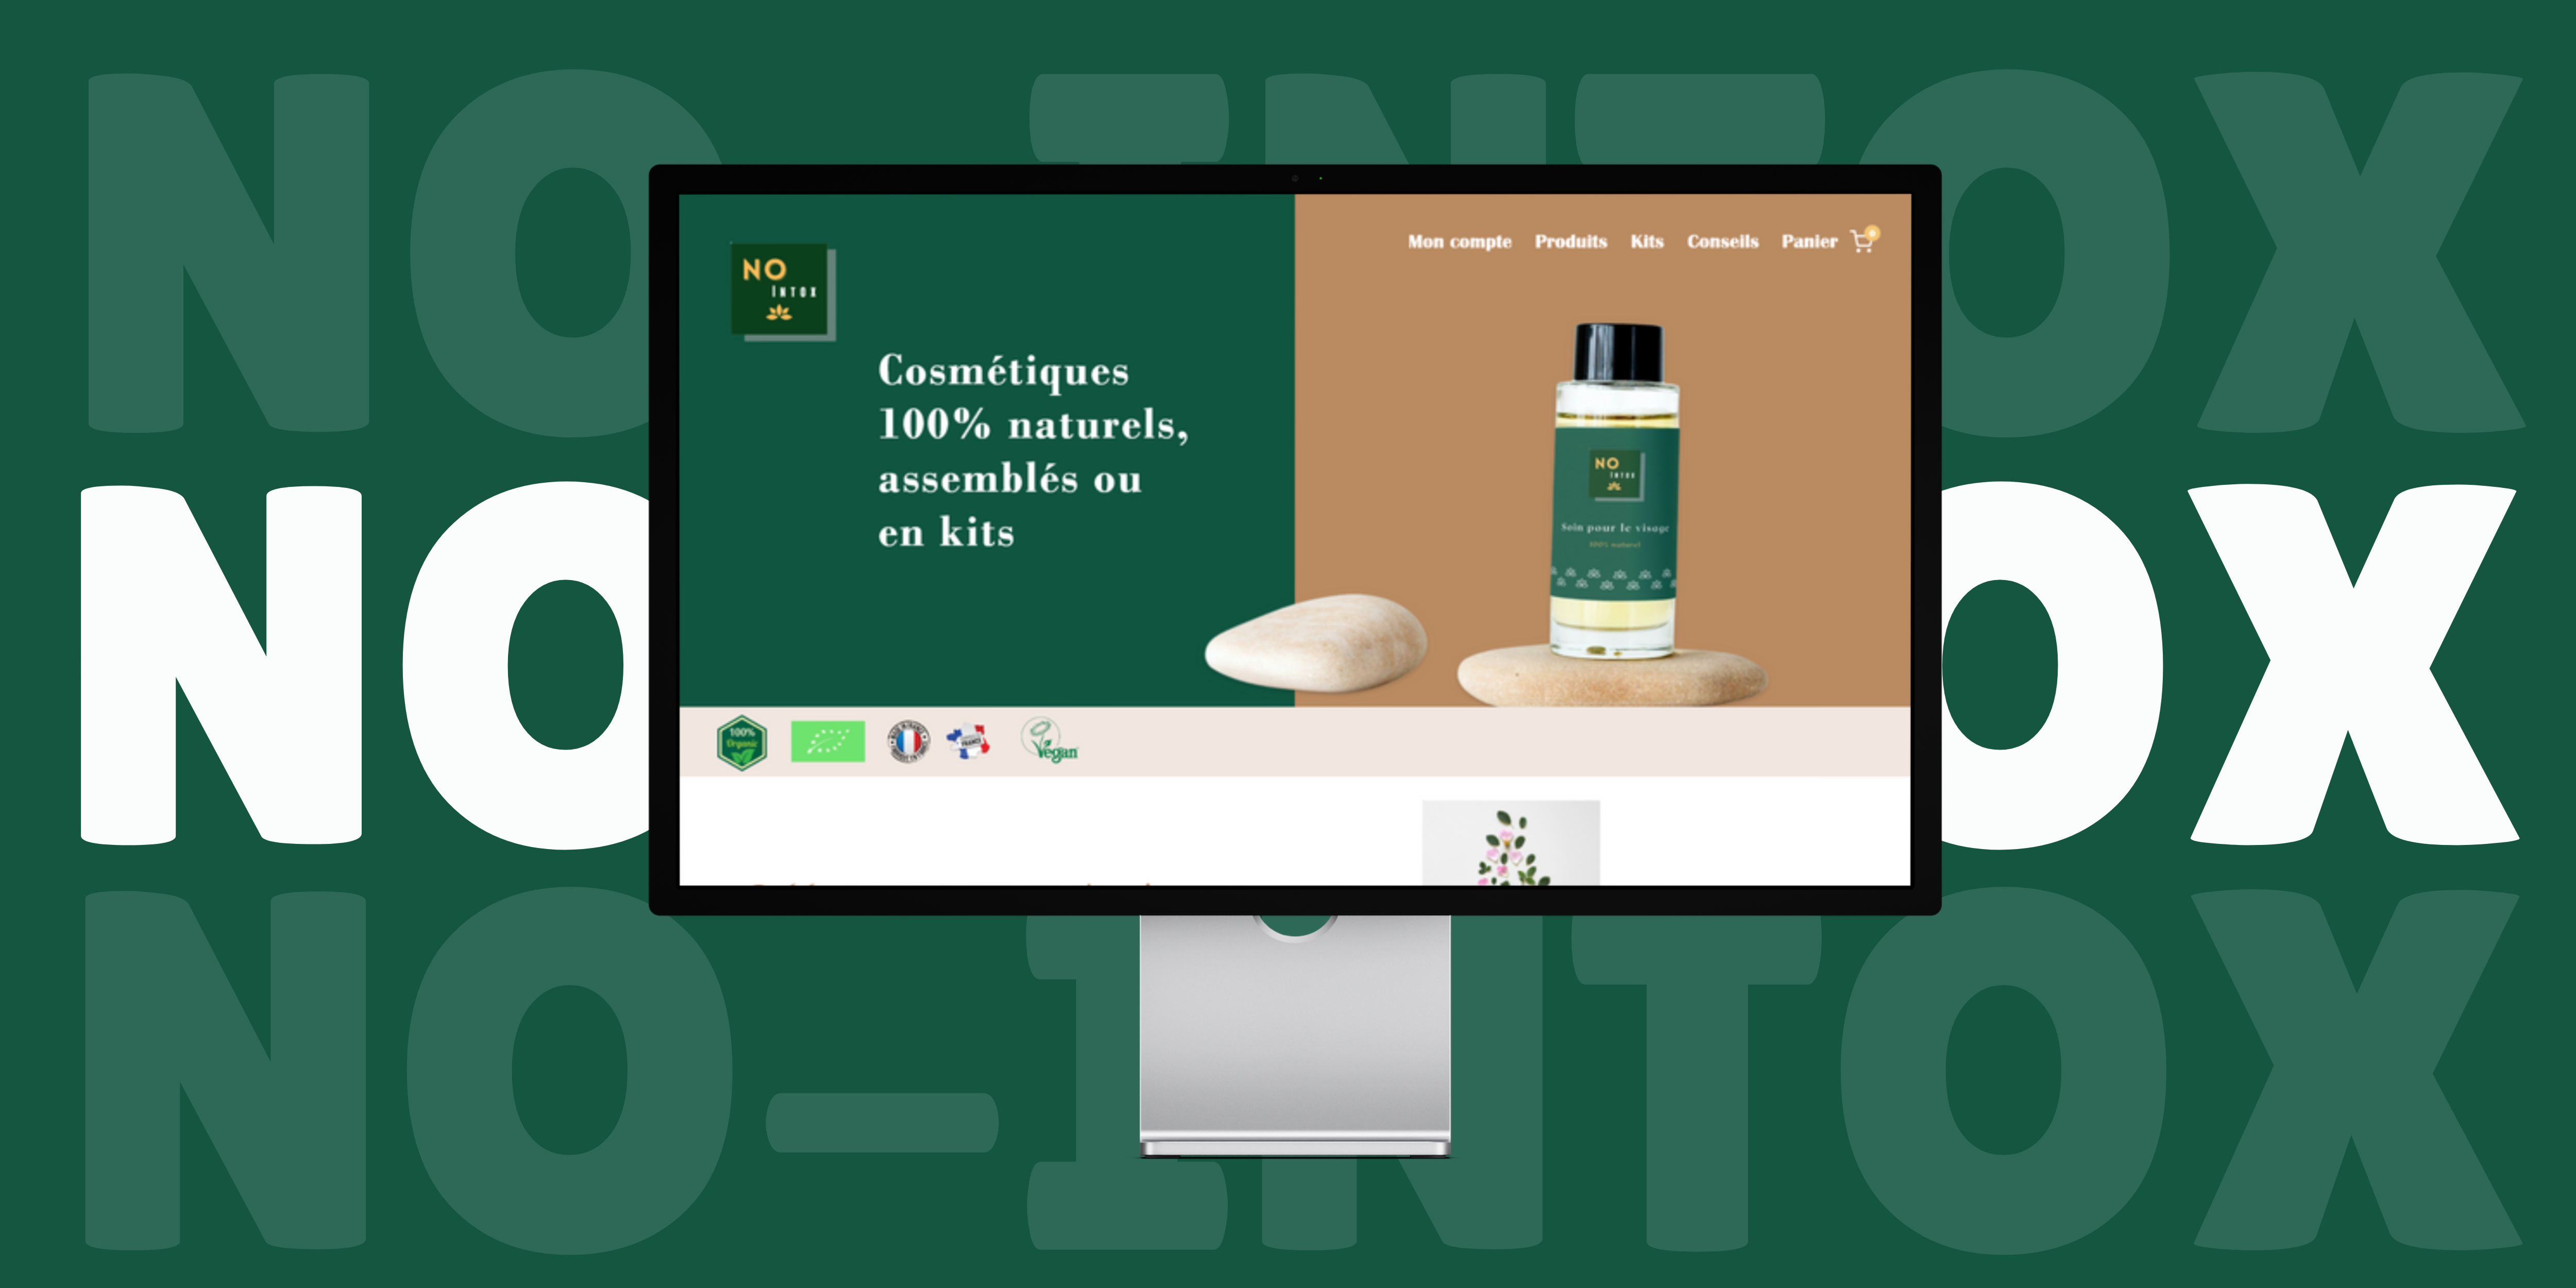 NO-INTOX
Mon compte Produits Kits Conseils Panier
NO
INTOX
Cosmétiques
100% naturels,
assemblés ou
en kits
NO
INTOX
Soin pour le visage
100% naturel
NO OX
100%
Organic
FRANCE
Vegan
NO-INTOX